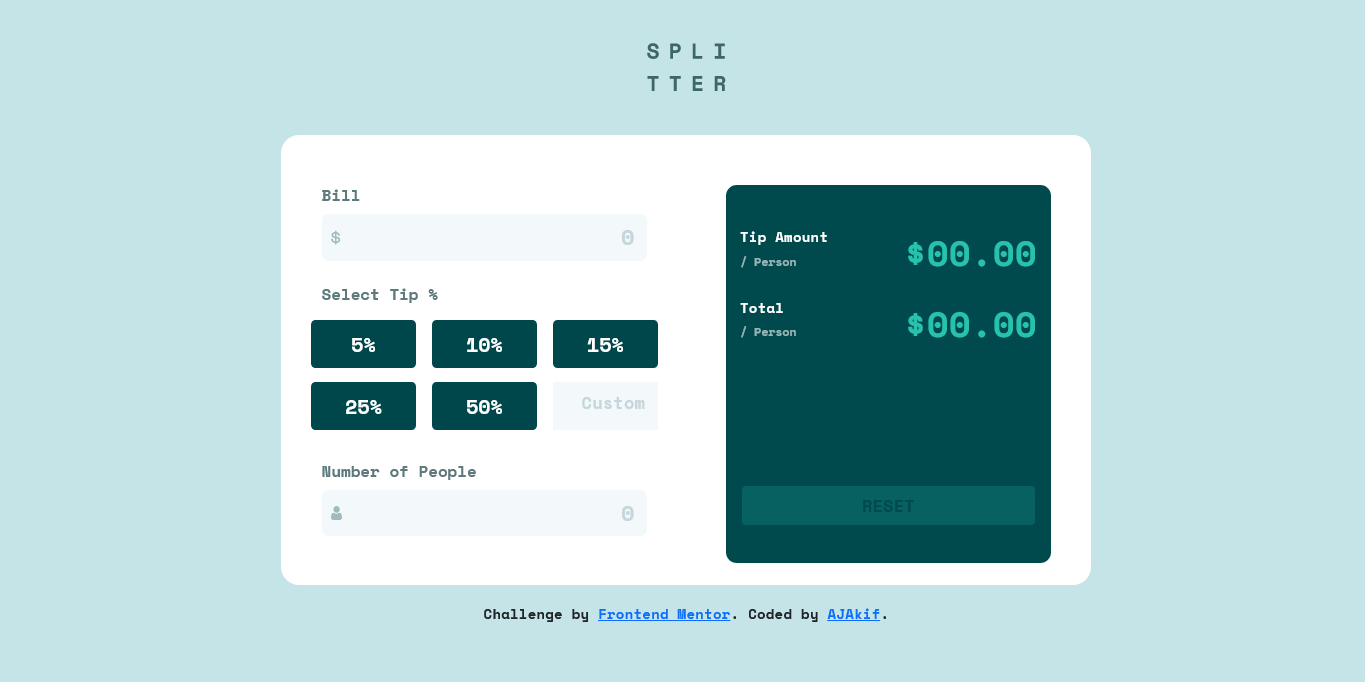 SPLI
TTER
Bill
$ 0
Select Tip %
5% 10% 15%
25% 50% Custom
Number of People
0
Tip Amount
/ Person
$00.00
Total
/ Person
$00.00
RESET
Challenge by Frontend Mentor. Coded by AJAkif.